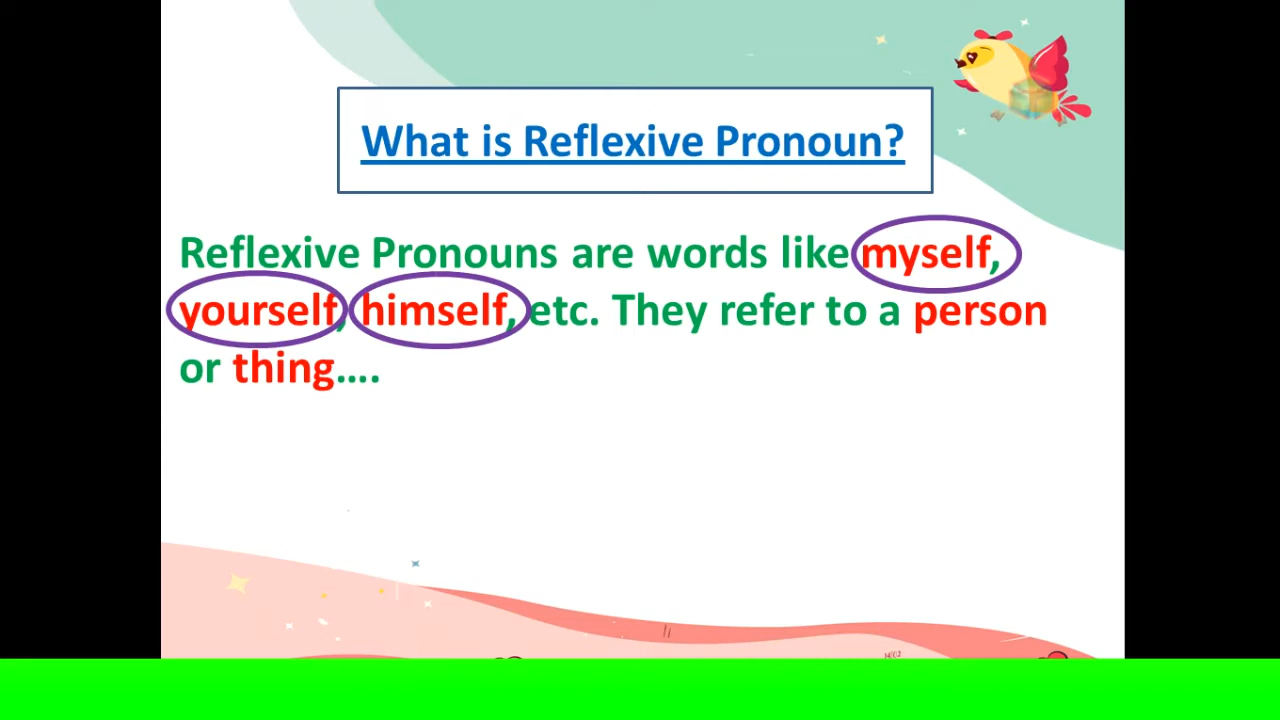 What is Reflexive Pronoun?
Reflexive Pronouns are words like myself,
yourself, himself, etc. They refer to a person
or thing….